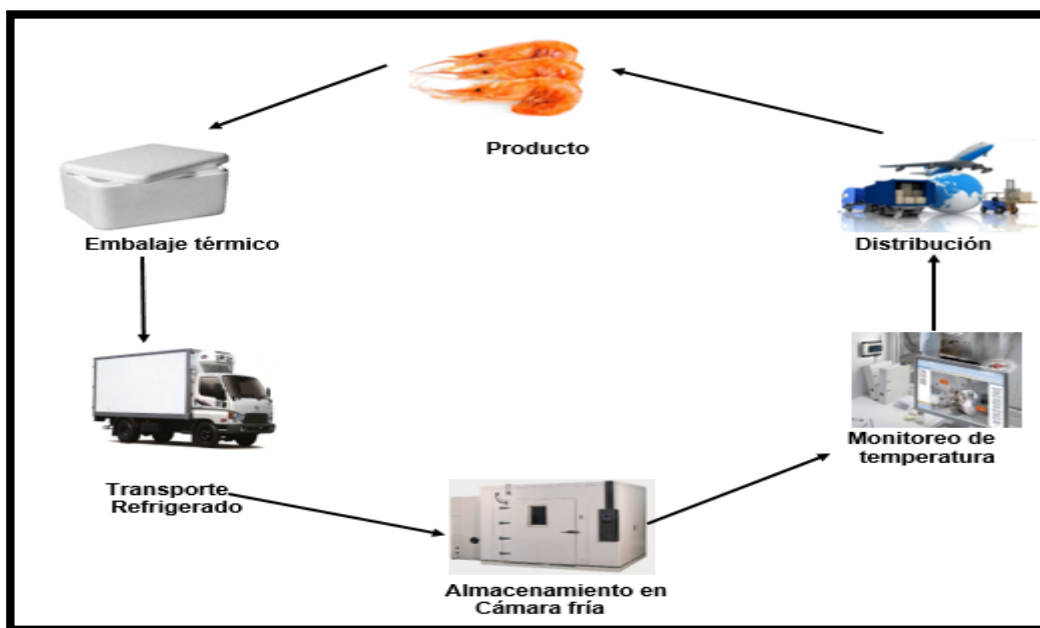 Producto
Embalaje térmico
Distribución
Transporte
Refrigerado
Monitoreo de
temperatura
Almacenamiento en
Cámara fría